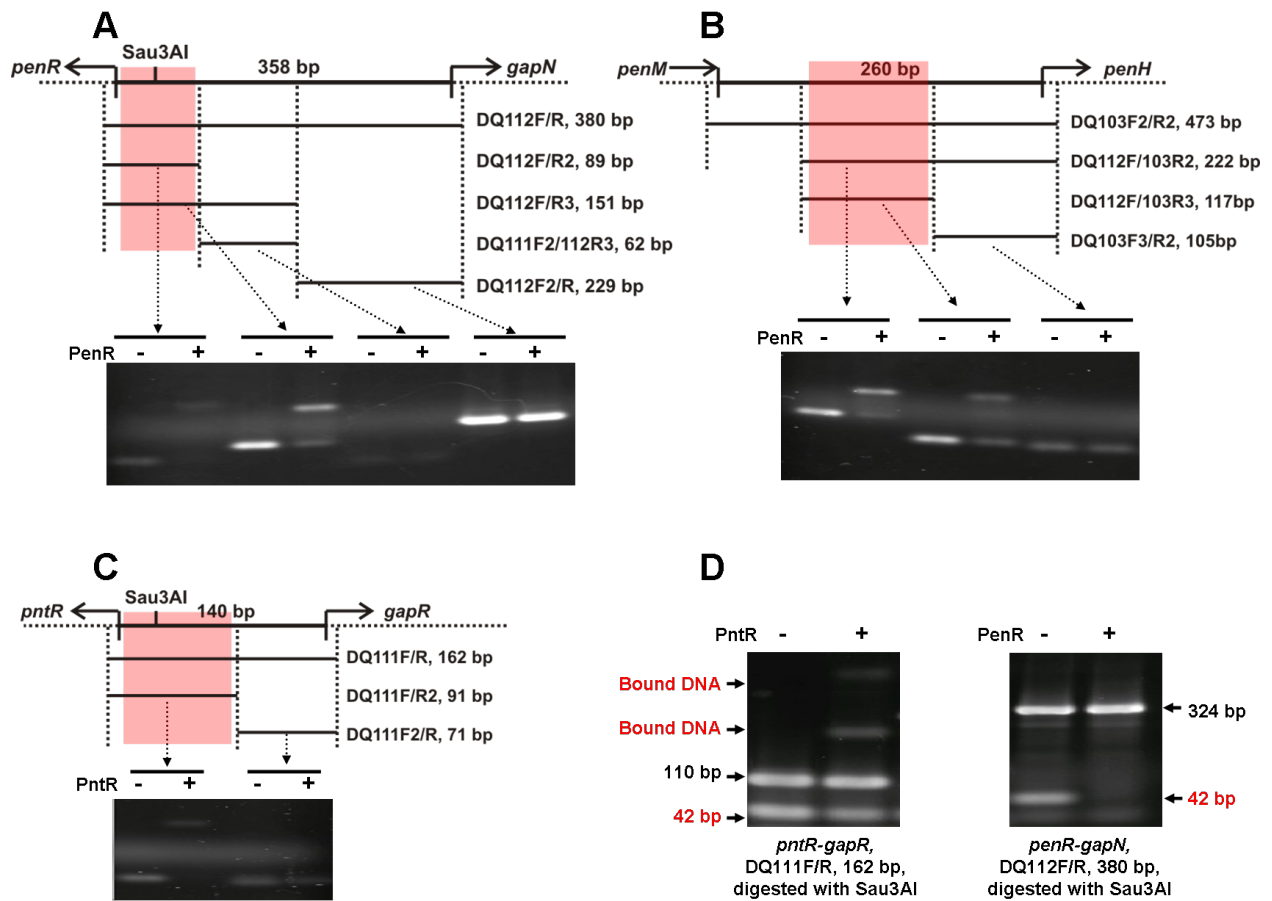 A
Sau3AI
penR
358 bp
gapN
DQ112F/R, 380 bp
DQ112F/R2, 89 bp
DQ112F/R3, 151 bp
DQ111F2/112R3, 62 bp
DQ112F2/R, 229 bp
PenR - + - + - + - +
B
penM
260 bp
penH
DQ103F2/R2, 473 bp
DQ112F/103R2, 222 bp
DQ112F/103R3, 117bp
DQ103F3/R2, 105bp
PenR - + - + - +
C
Sau3AI
pntR
140 bp
gapR
DQ111F/R, 162 bp
DQ111F/R2, 91 bp
DQ111F2/R, 71 bp
PntR - + - +
D
PntR - +
Bound DNA
Bound DNA
110 bp
42 bp
pntR-gapR,
DQ111F/R, 162 bp,
digested with Sau3AI
PenR - +
324 bp
42 bp
penR-gapN,
DQ112F/R, 380 bp,
digested with Sau3AI